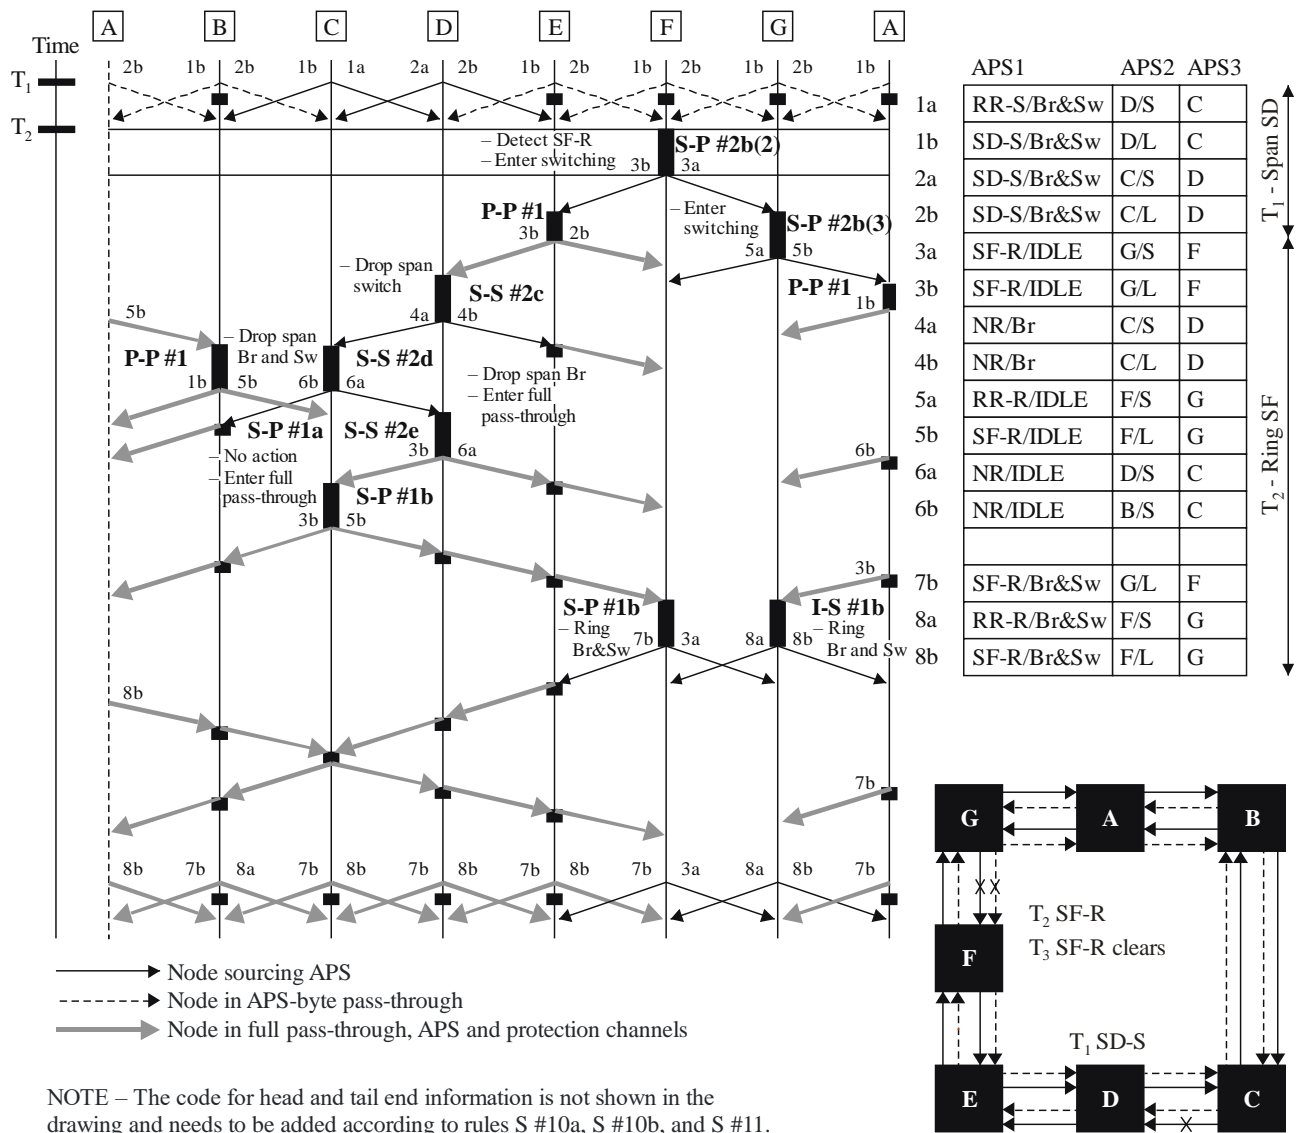 A B C D E F G A
Time
T1
2b 1b 2b 1b 1a 2a 2b 1b 2b 1b 2b 1b 2b 1b
T2
– Detect SF-R
– Enter switching
S-P #2b(2)
3b 3a
P-P #1
– Enter
switching
S-P #2b(3)
3b 2b
5a 5b
– Drop span
switch
S-S #2c
P-P #1
1b
5b
4a 4b
– Drop span
Br and Sw
P-P #1
S-S #2d
1b 5b 6b 6a
– Drop span Br
– Enter full
pass-through
S-P #1a
S-S #2e
– No action
– Enter full
pass-through
3b 6a
6b
S-P #1b
3b 5b
3b
S-P #1b
– Ring
Br&Sw
I-S #1b
– Ring
Br and Sw
7b 3a 8a 8b
8b
7b
8b 7b 8a 7b 8b 7b 8b 7b 8b 7b 3a 8a 8b 7b
APS1 APS2 APS3
1a RR-S/Br&Sw D/S C
1b SD-S/Br&Sw D/L C
2a SD-S/Br&Sw C/S D
2b SD-S/Br&Sw C/L D
3a SF-R/IDLE G/S F
3b SF-R/IDLE G/L F
4a NR/Br C/S D
4b NR/Br C/L D
5a RR-R/IDLE F/S G
5b SF-R/IDLE F/L G
6a NR/IDLE D/S C
6b NR/IDLE B/S C
7b SF-R/Br&Sw G/L F
8a RR-R/Br&Sw F/S G
8b SF-R/Br&Sw F/L G
T1 - Span SD
T2 - Ring SF
G A B
T2 SF-R
F
T3 SF-R clears
T1 SD-S
E D C
Node sourcing APS
Node in APS-byte pass-through
Node in full pass-through, APS and protection channels
NOTE – The code for head and tail end information is not shown in the
drawing and needs to be added according to rules S #10a, S #10b, and S #11.